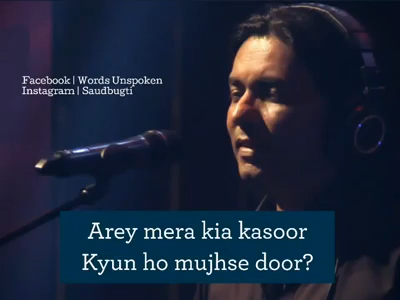 Facebook | Words Unspoken
Instagram | Saudbugti
Arey mera kia kasoor
Kyun ho mujhse door?